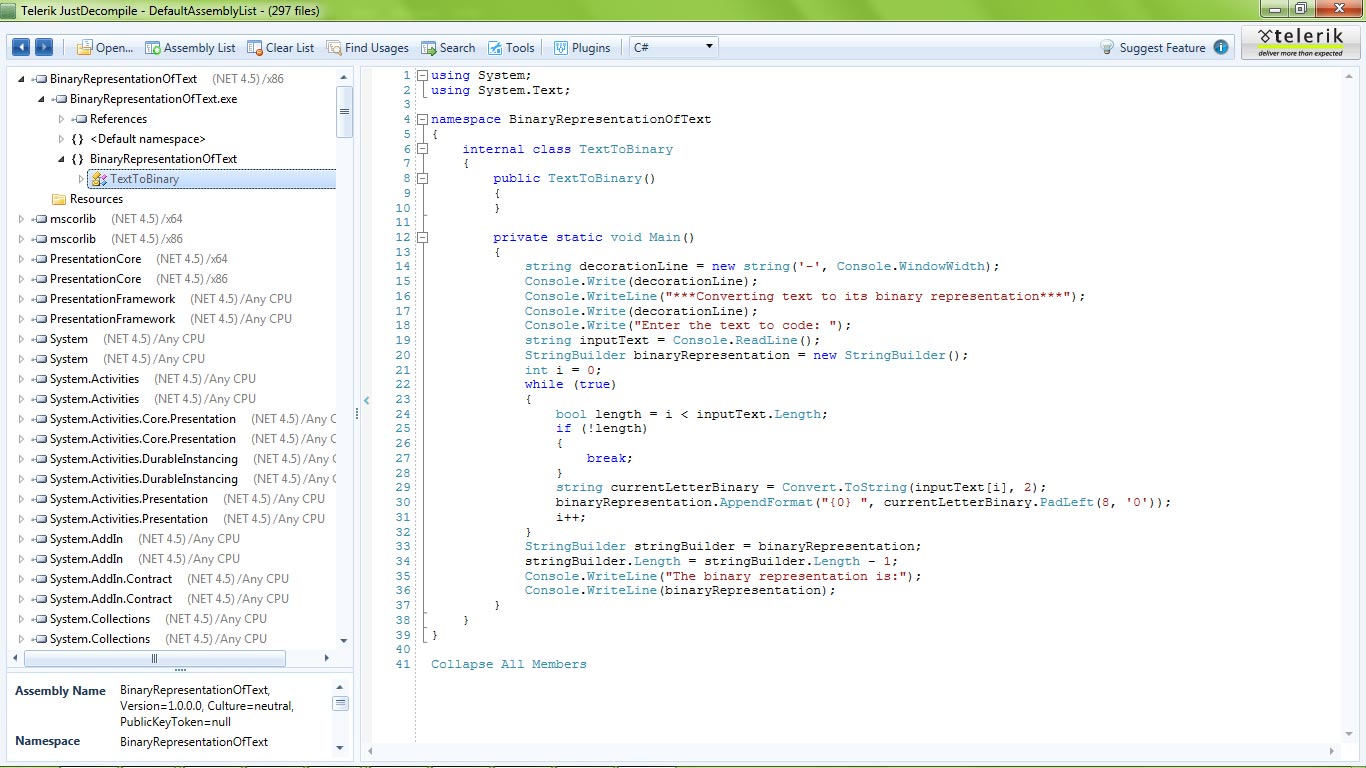 Telerik JustDecompile - DefaultAssemblyList - (297 files)
Open... Assembly List Clear List Find Usages Search Tools Plugins C# Suggest Feature
telerik
deliver more than expected
BinaryRepresentationOfText (NET 4.5)/x86
BinaryRepresentationOfText.exe
References
{} <Default namespace>
{} BinaryRepresentationOfText
TextToBinary
Resources
mscorlib (NET 4.5)/x64
mscorlib (NET 4.5)/x86
PresentationCore (NET 4.5)/x64
PresentationCore (NET 4.5)/x86
PresentationFramework (NET 4.5)/Any CPU
PresentationFramework (NET 4.5)/Any CPU
System (NET 4.5)/Any CPU
System (NET 4.5)/Any CPU
System.Activities (NET 4.5)/Any CPU
System.Activities (NET 4.5)/Any CPU
System.Activities.Core.Presentation (NET 4.5)/Any C
System.Activities.Core.Presentation (NET 4.5)/Any C
System.Activities.DurableInstancing (NET 4.5)/Any C
System.Activities.DurableInstancing (NET 4.5)/Any C
System.Activities.Presentation (NET 4.5)/Any CPU
System.Activities.Presentation (NET 4.5)/Any CPU
System.AddIn (NET 4.5)/Any CPU
System.AddIn (NET 4.5)/Any CPU
System.AddIn.Contract (NET 4.5)/Any CPU
System.AddIn.Contract (NET 4.5)/Any CPU
System.Collections (NET 4.5)/Any CPU
System.Collections (NET 4.5)/Any CPU
Assembly Name BinaryRepresentationOfText,
Version=1.0.0.0, Culture=neutral,
PublicKeyToken=null
Namespace BinaryRepresentationOfText
1 using System;
2 using System.Text;
3
4 namespace BinaryRepresentationOfText
5 {
6 internal class TextToBinary
7 {
8 public TextToBinary()
9 {
10 }
11
12 private static void Main()
13 {
14 string decorationLine = new string('-', Console.WindowWidth);
15 Console.Write(decorationLine);
16 Console.WriteLine("***Converting text to its binary representation***");
17 Console.Write(decorationLine);
18 Console.Write("Enter the text to code: ");
19 string inputText = Console.ReadLine();
20 StringBuilder binaryRepresentation = new StringBuilder();
21 int i = 0;
22 while (true)
23 {
24 bool length = i < inputText.Length;
25 if (!length)
26 {
27 break;
28 }
29 string currentLetterBinary = Convert.ToString(inputText[i], 2);
30 binaryRepresentation.AppendFormat("{0} ", currentLetterBinary.PadLeft(8, '0'));
31 i++;
32 }
33 StringBuilder stringBuilder = binaryRepresentation;
34 stringBuilder.Length = stringBuilder.Length - 1;
35 Console.WriteLine("The binary representation is:");
36 Console.WriteLine(binaryRepresentation);
37 }
38 }
39 }
40
41 Collapse All Members